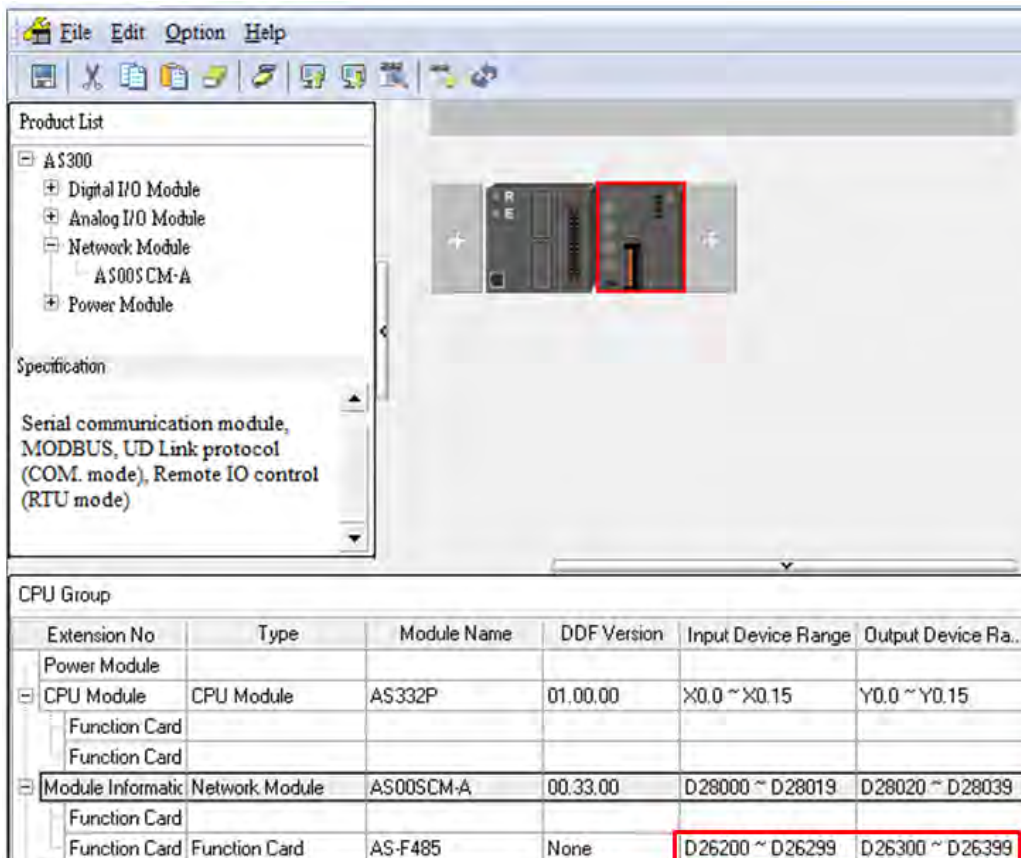 File Edit Option Help
Product List
AS300
Digital I/O Module
Analog I/O Module
Network Module
AS00SCM-A
Power Module
Specification
Serial communication module,
MODBUS, UD Link protocol
(COM. mode), Remote IO control
(RTU mode)
R
E
CPU Group
Extension No Type Module Name DDF Version Input Device Range Output Device Ra..
Power Module
CPU Module CPU Module AS332P 01.00.00 X0.0 ~ X0.15 Y0.0 ~ Y0.15
Function Card
Function Card
Module Informatic Network Module AS00SCM-A 00.33.00 D28000 ~ D28019 D28020 ~ D28039
Function Card
Function Card Function Card AS-F485 None D26200 ~ D26299 D26300 ~ D26399